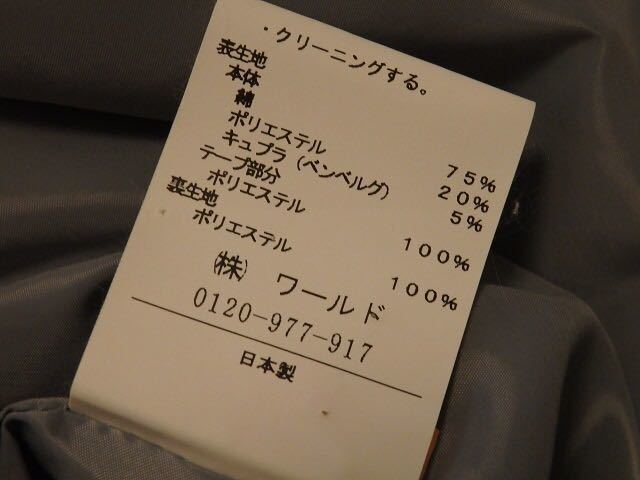 ・クリーニングする。
表生地
本体
綿 75%
ポリエステル 20%
キュプラ(ベンベルグ) 5%
テープ部分
ポリエステル 100%
裏生地
ポリエステル 100%
㈱ ワールド
0120-977-917
日本製